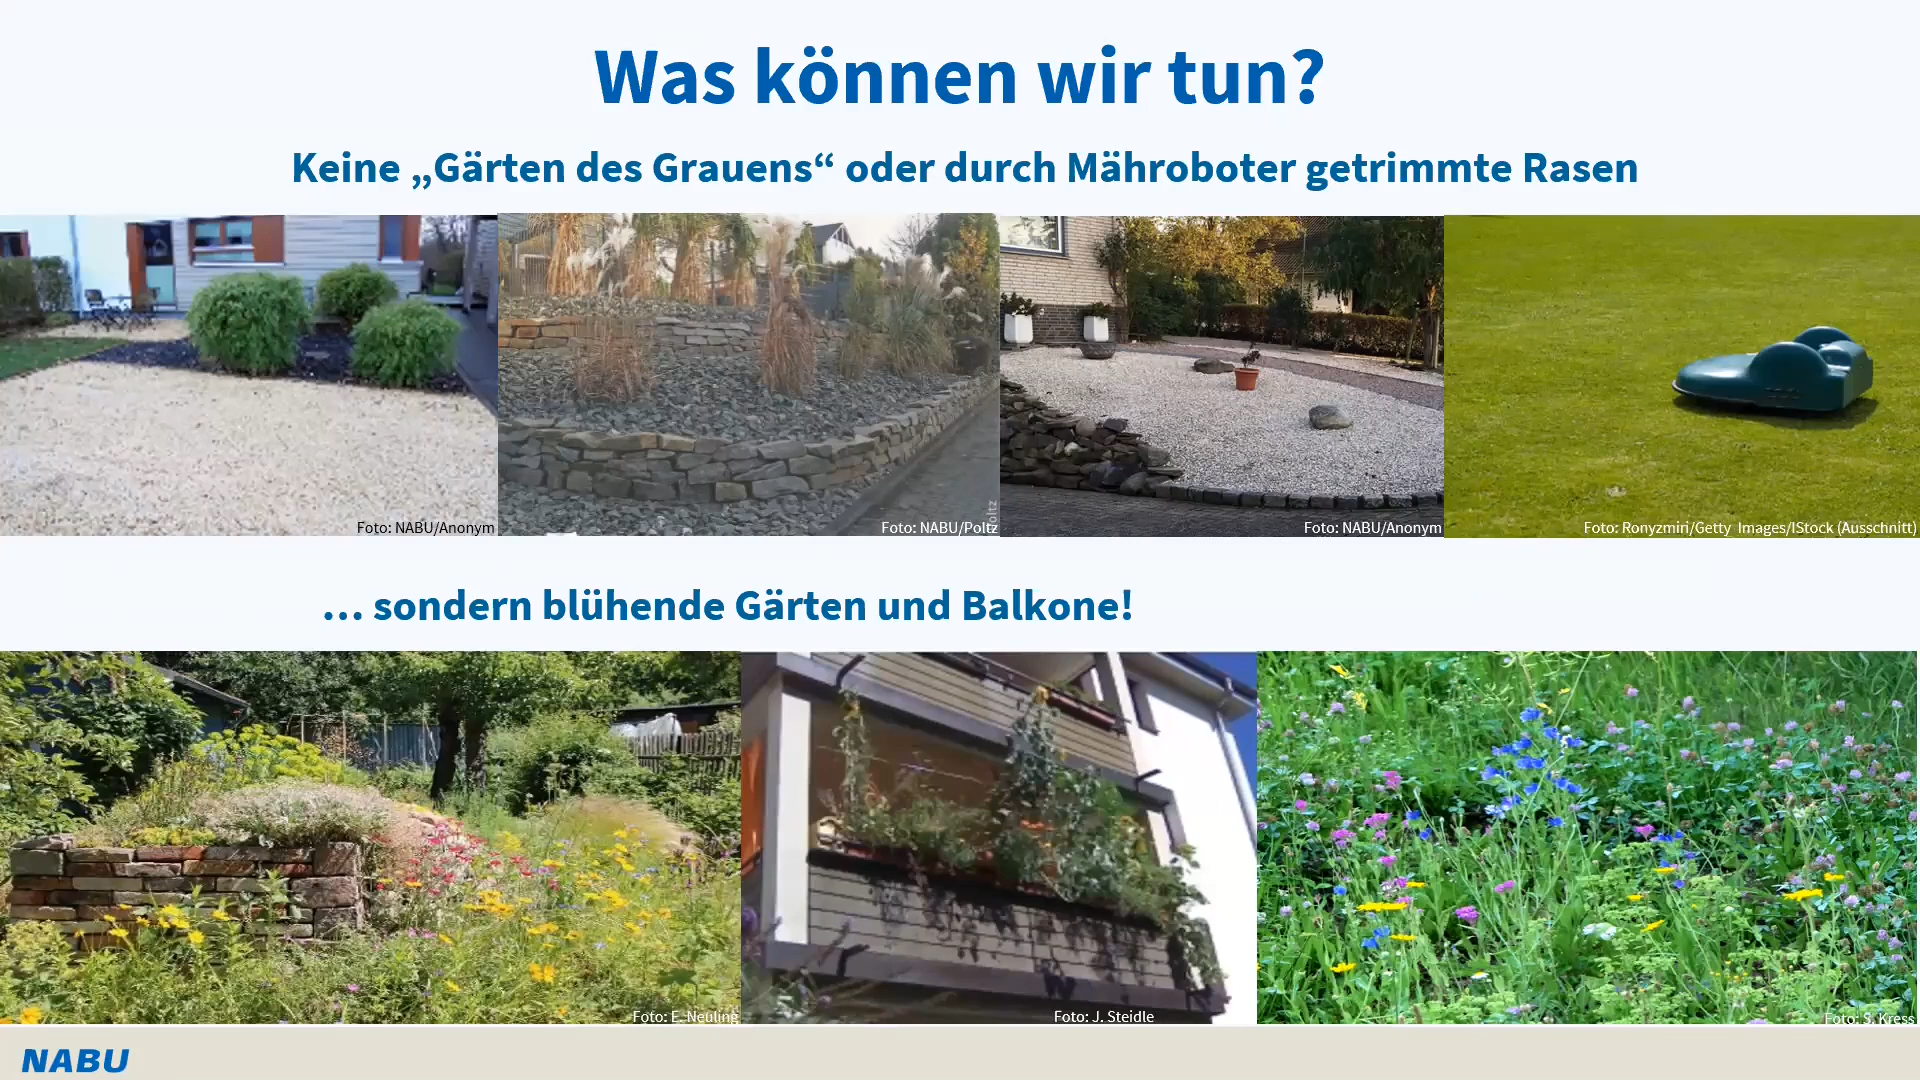 Was können wir tun?
Keine „Gärten des Grauens“ oder durch Mähroboter getrimmte Rasen
Foto: NABU/Anonym
Foto: NABU/Poltz
Foto: NABU/Anonym
Foto: Ronyzmiri/Getty Images/IStock (Ausschnitt)
... sondern blühende Gärten und Balkone!
Foto: E. Neuling
Foto: J. Steidle
Foto: S. Kress
NABU